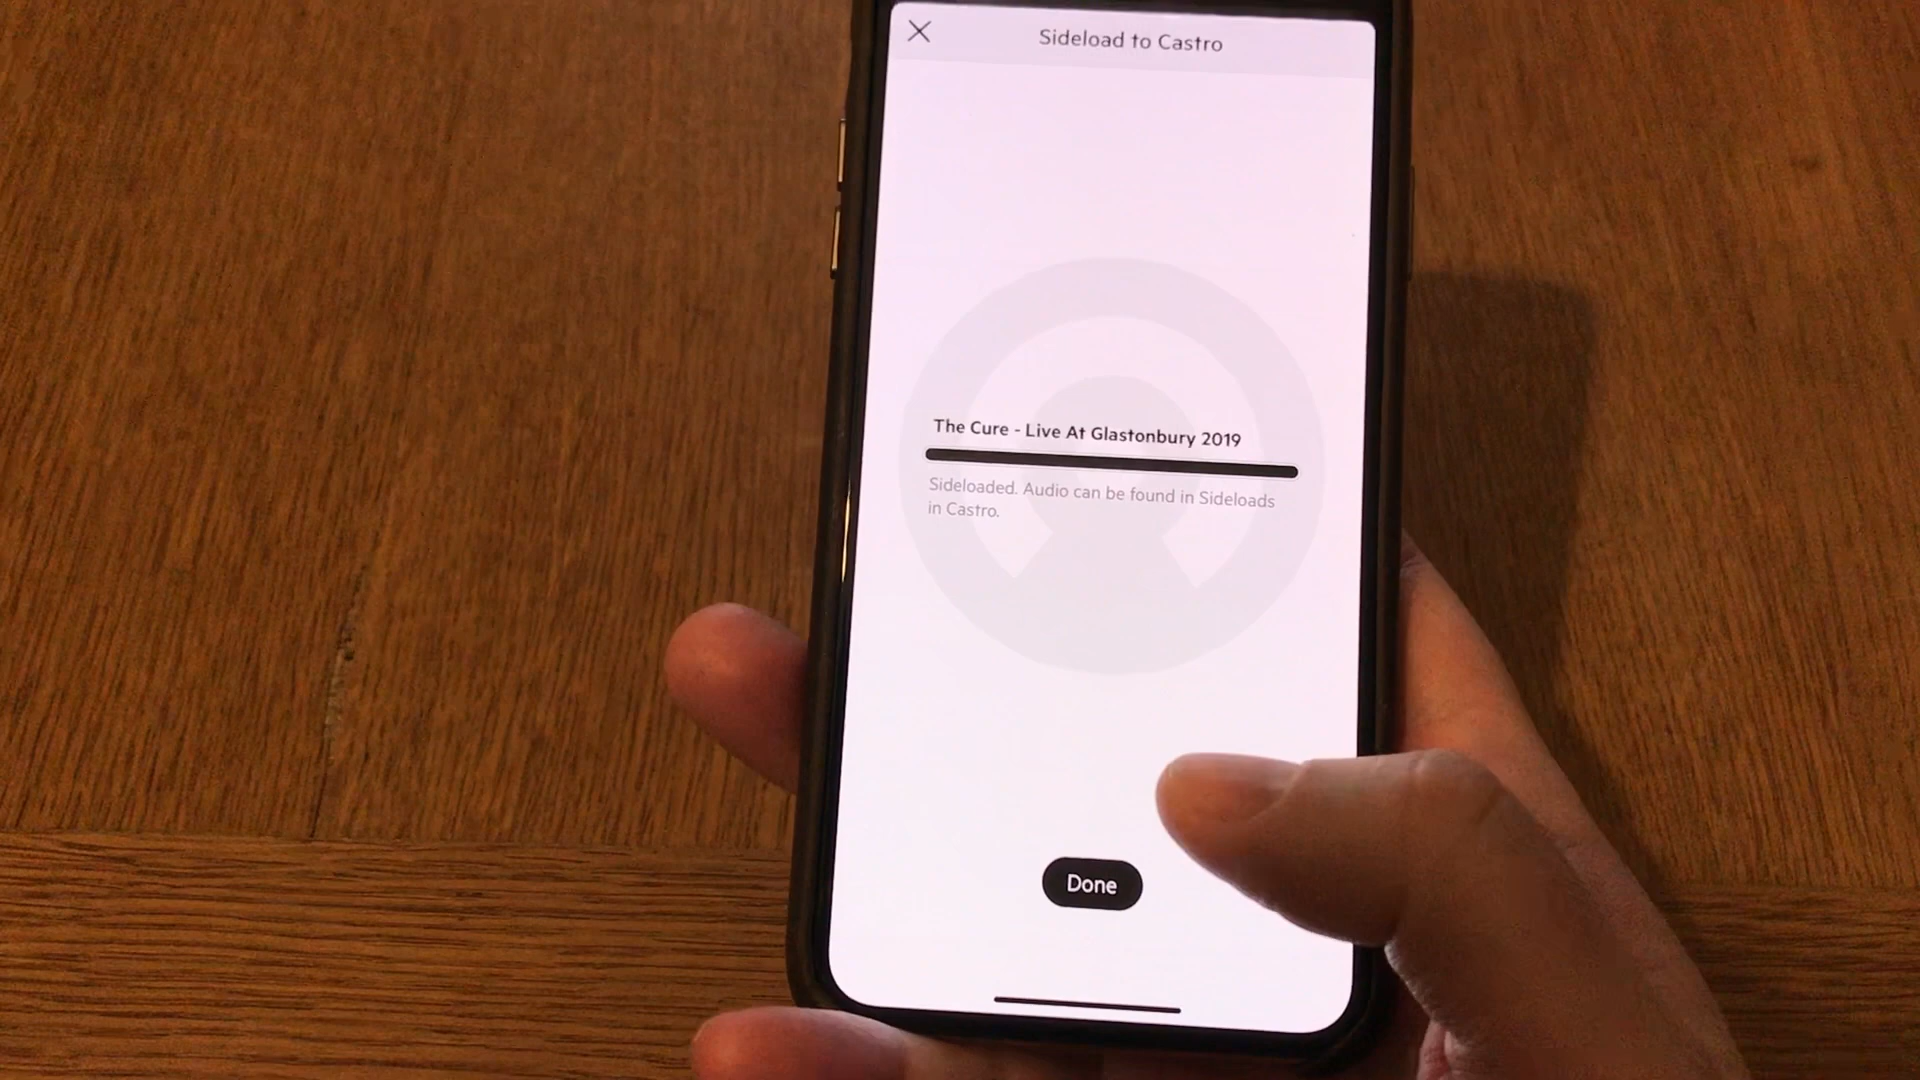 Sideload to Castro
The Cure - Live At Glastonbury 2019
Sideloaded. Audio can be found in Sideloads
in Castro.
Done